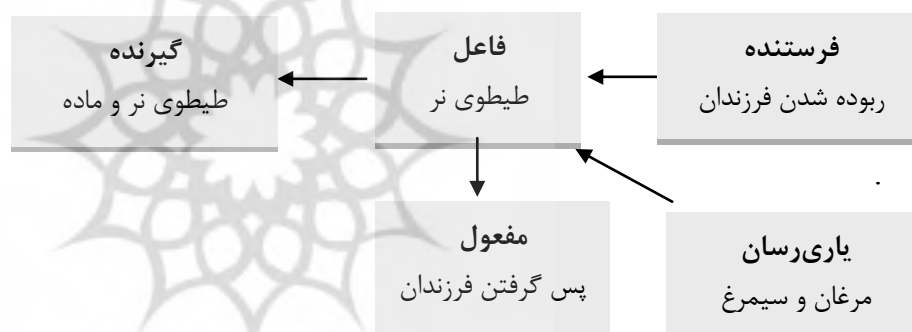 فرستنده
ربوده شدن فرزندان
فاعل
طیطوی نر
گیرنده
طیطوی نر و ماده
.
یاری‌رسان
مرغان و سیمرغ
مفعول
پس گرفتن فرزندان